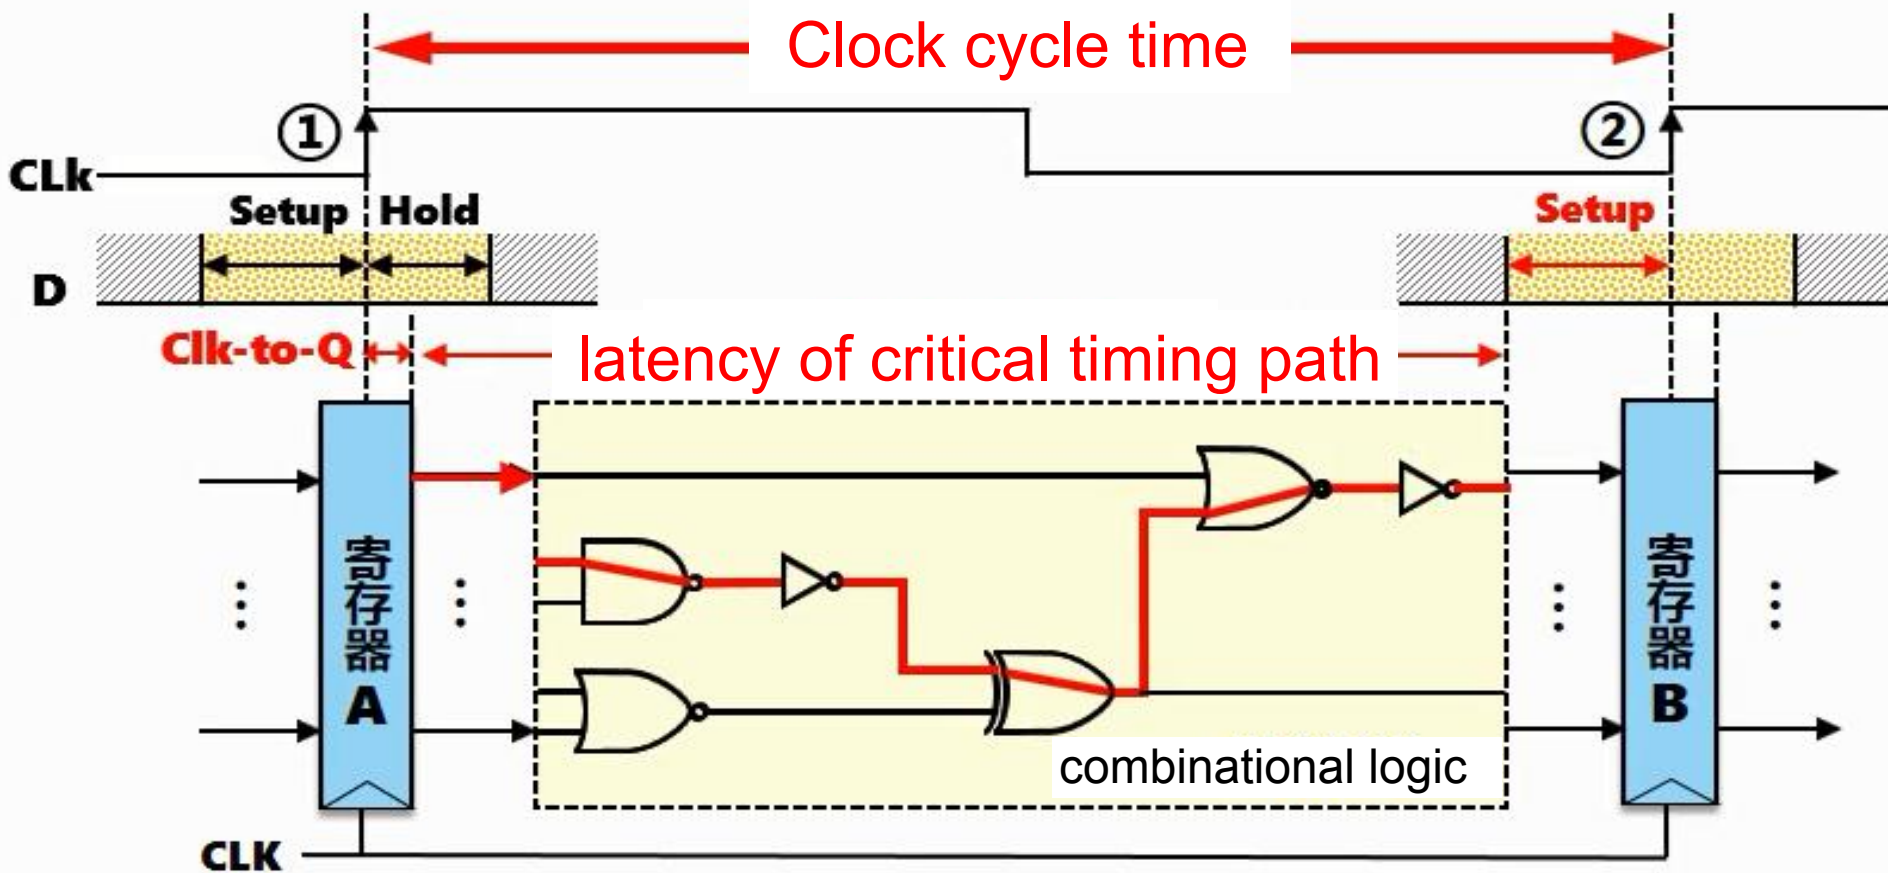 Clock cycle time
①
②
CLk
Setup Hold
Setup
D
Clk-to-Q
latency of critical timing path
寄存器
A
寄存器
B
combinational logic
CLK